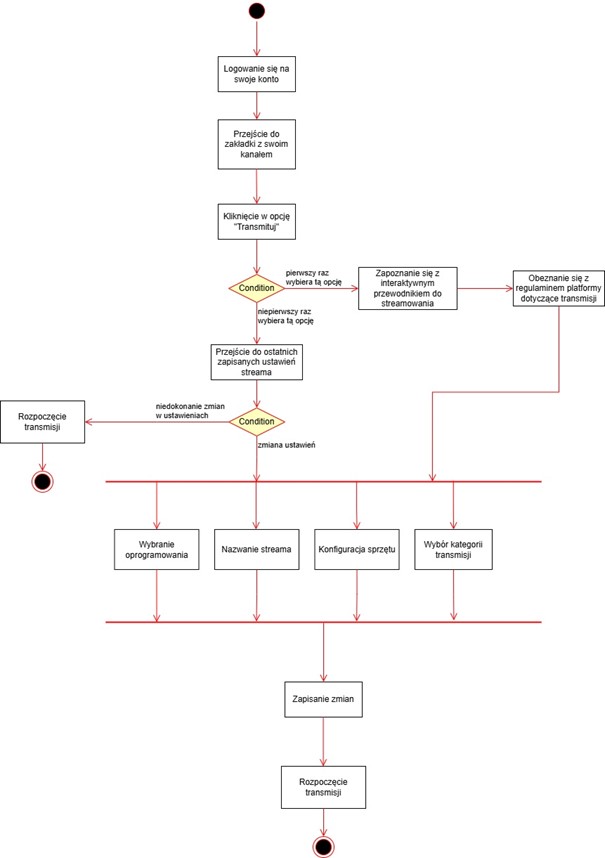 Logowanie się na
swoje konto
Przejście do
zakładki z swoim
kanałem
Kliknięcie w opcję
"Transmituj"
Condition
pierwszy raz
wybiera tą opcję
Zapoznanie się z
interaktywnym
przewodnikiem do
streamowania
Obeznanie się z
regulaminem platformy
dotyczące transmisji
niepierwszy raz
wybiera tą opcję
Przejście do ostatnich
zapisanych ustawień
streama
Condition
niedokonanie zmian
w ustawieniach
Rozpoczęcie
transmisji
zmiana ustawień
Wybranie
oprogramowania
Nazwanie streama
Konfiguracja sprzętu
Wybór kategorii
transmisji
Zapisanie zmian
Rozpoczęcie
transmisji